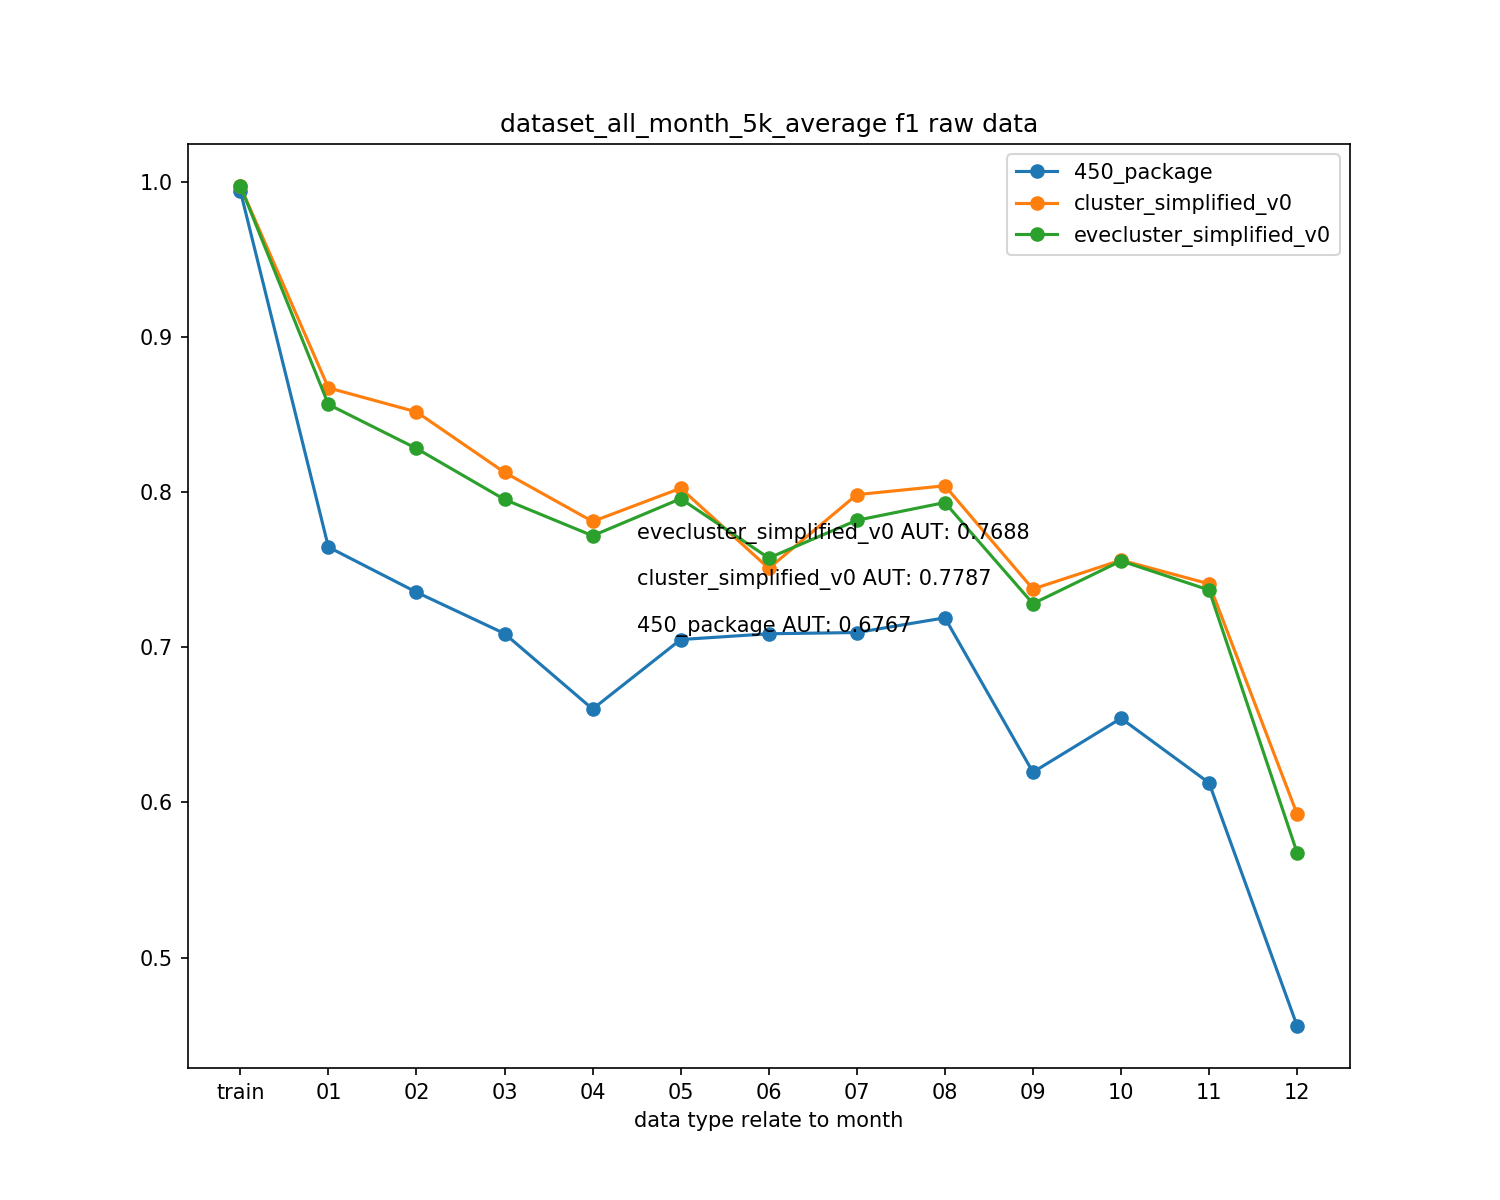 dataset_all_month_5k_average f1 raw data
450_package
cluster_simplified_v0
evecluster_simplified_v0
1.0
0.9
0.8
0.7
0.6
0.5
evecluster_simplified_v0 AUT: 0.7688
cluster_simplified_v0 AUT: 0.7787
450_package AUT: 0.6767
train 01 02 03 04 05 06 07 08 09 10 11 12
data type relate to month